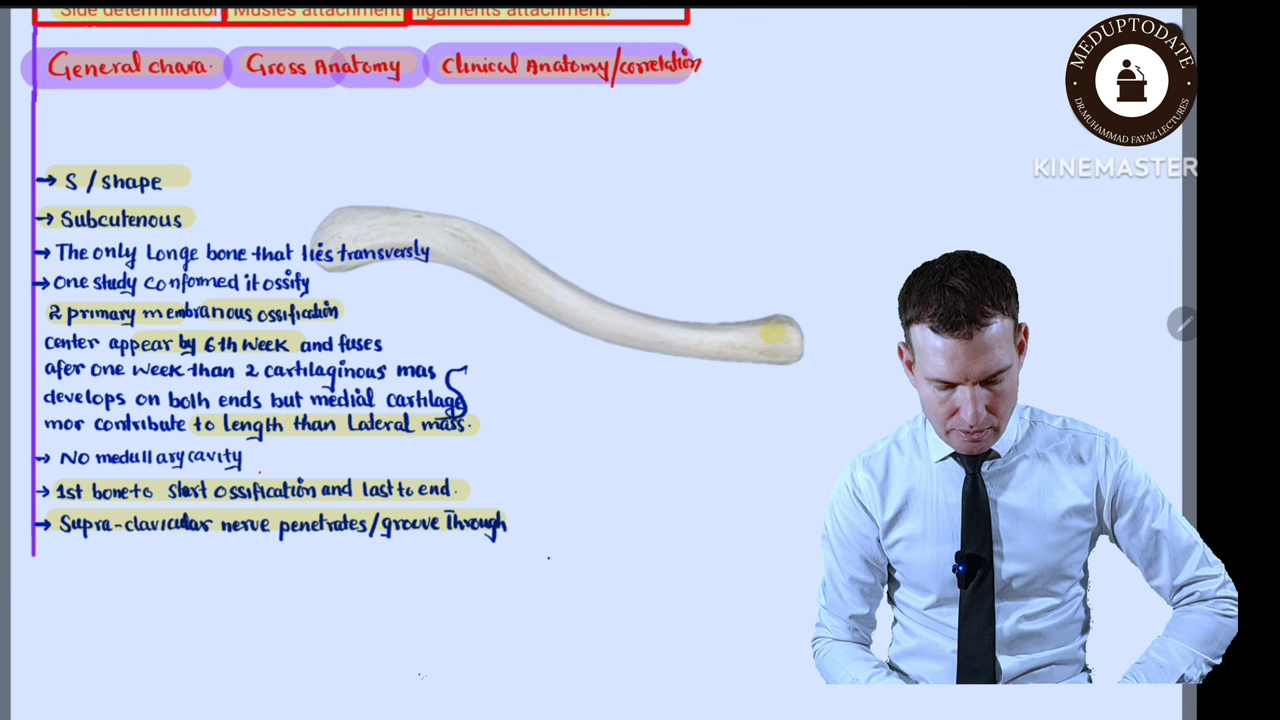 Side determination Musles attachment ligaments attachment.
General chara. Gross Anatomy Clinical Anatomy/correlation
→ S / shape
→ Subcutenous
→ The only Longe bone that liēs transversly
→ One study conformed it ossify
2 primary membranous ossification
center appear by 6th week and fuses
afer one week than 2 cartilaginous mas
develops on both ends but medial cartilage
mor contribute to length than Lateral mass.
→ No medullary cavity
→ 1st bone to start ossification and last to end.
→ Supra-clavicular nerve penetrates/groove Through
MEDUPTODATE
DR.MUHAMMAD FAYAZ LECTURES
KINEMASTER